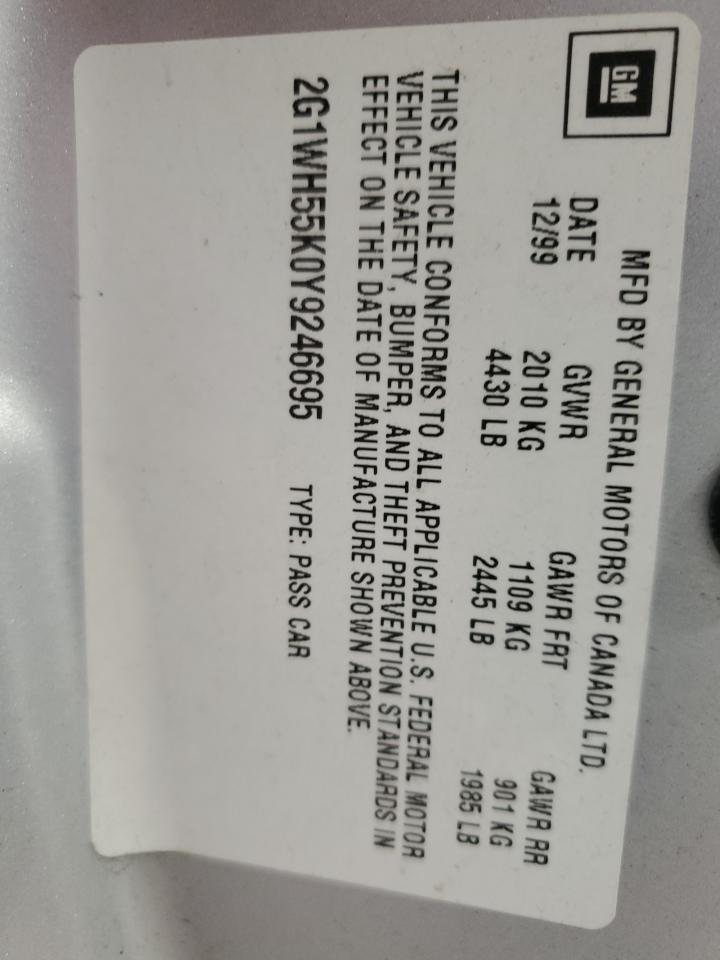 GM
MFD BY GENERAL MOTORS OF CANADA LTD.
DATE GVWR GAWR FRT GAWR RR
12/99 2010 KG 1109 KG 901 KG
4430 LB 2445 LB 1985 LB
THIS VEHICLE CONFORMS TO ALL APPLICABLE U.S. FEDERAL MOTOR
VEHICLE SAFETY, BUMPER, AND THEFT PREVENTION STANDARDS IN
EFFECT ON THE DATE OF MANUFACTURE SHOWN ABOVE.
2G1WH55K0Y9246695 TYPE: PASS CAR